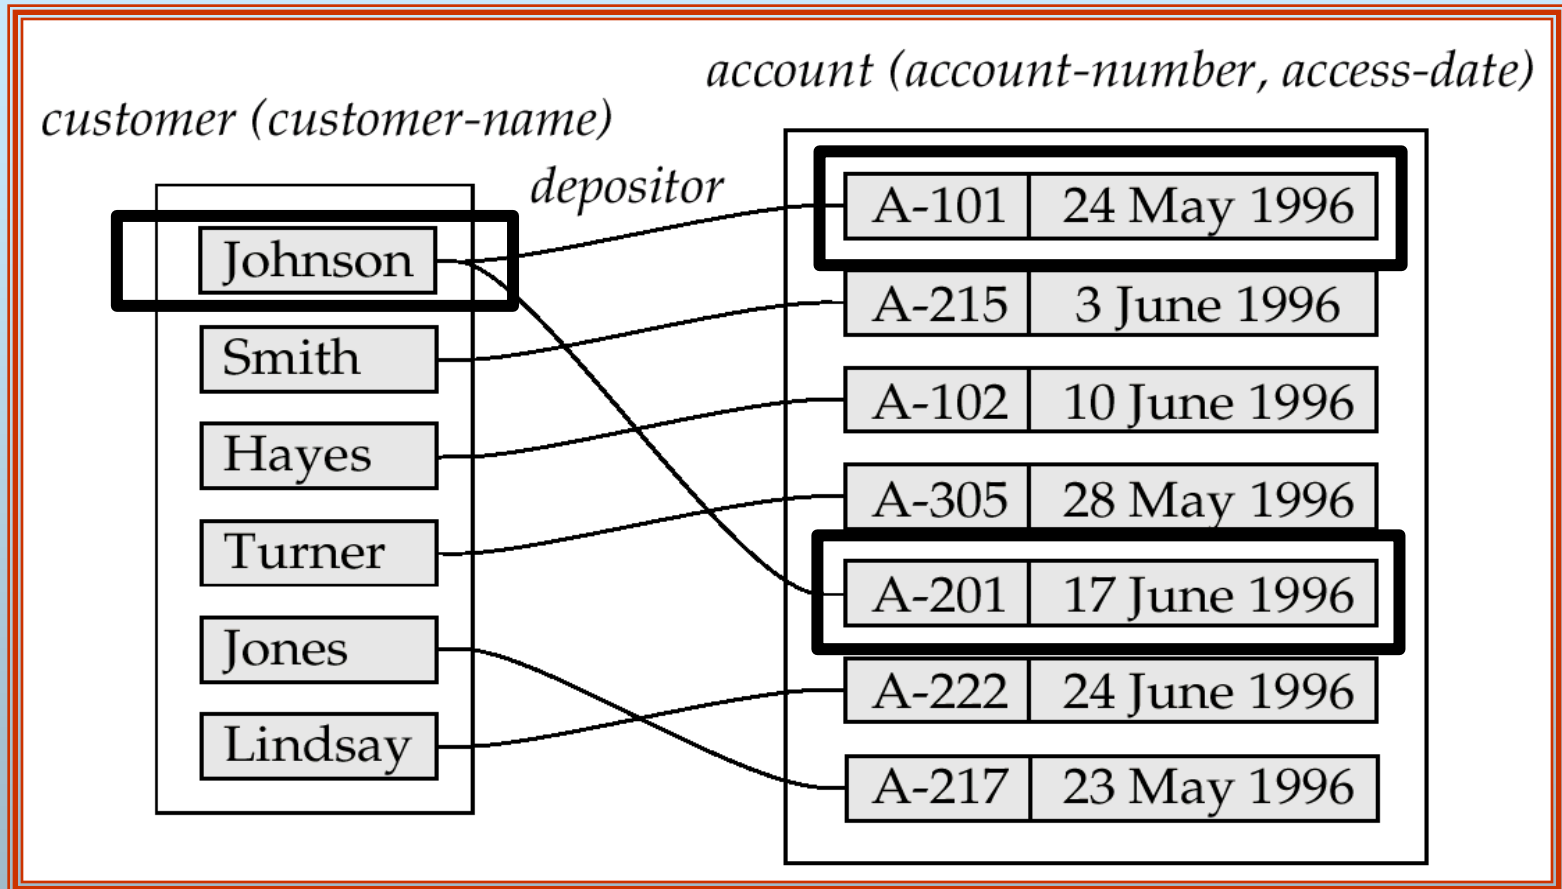 account (account-number, access-date)
customer (customer-name)
depositor
Johnson
Smith
Hayes
Turner
Jones
Lindsay
A-101 24 May 1996
A-215 3 June 1996
A-102 10 June 1996
A-305 28 May 1996
A-201 17 June 1996
A-222 24 June 1996
A-217 23 May 1996